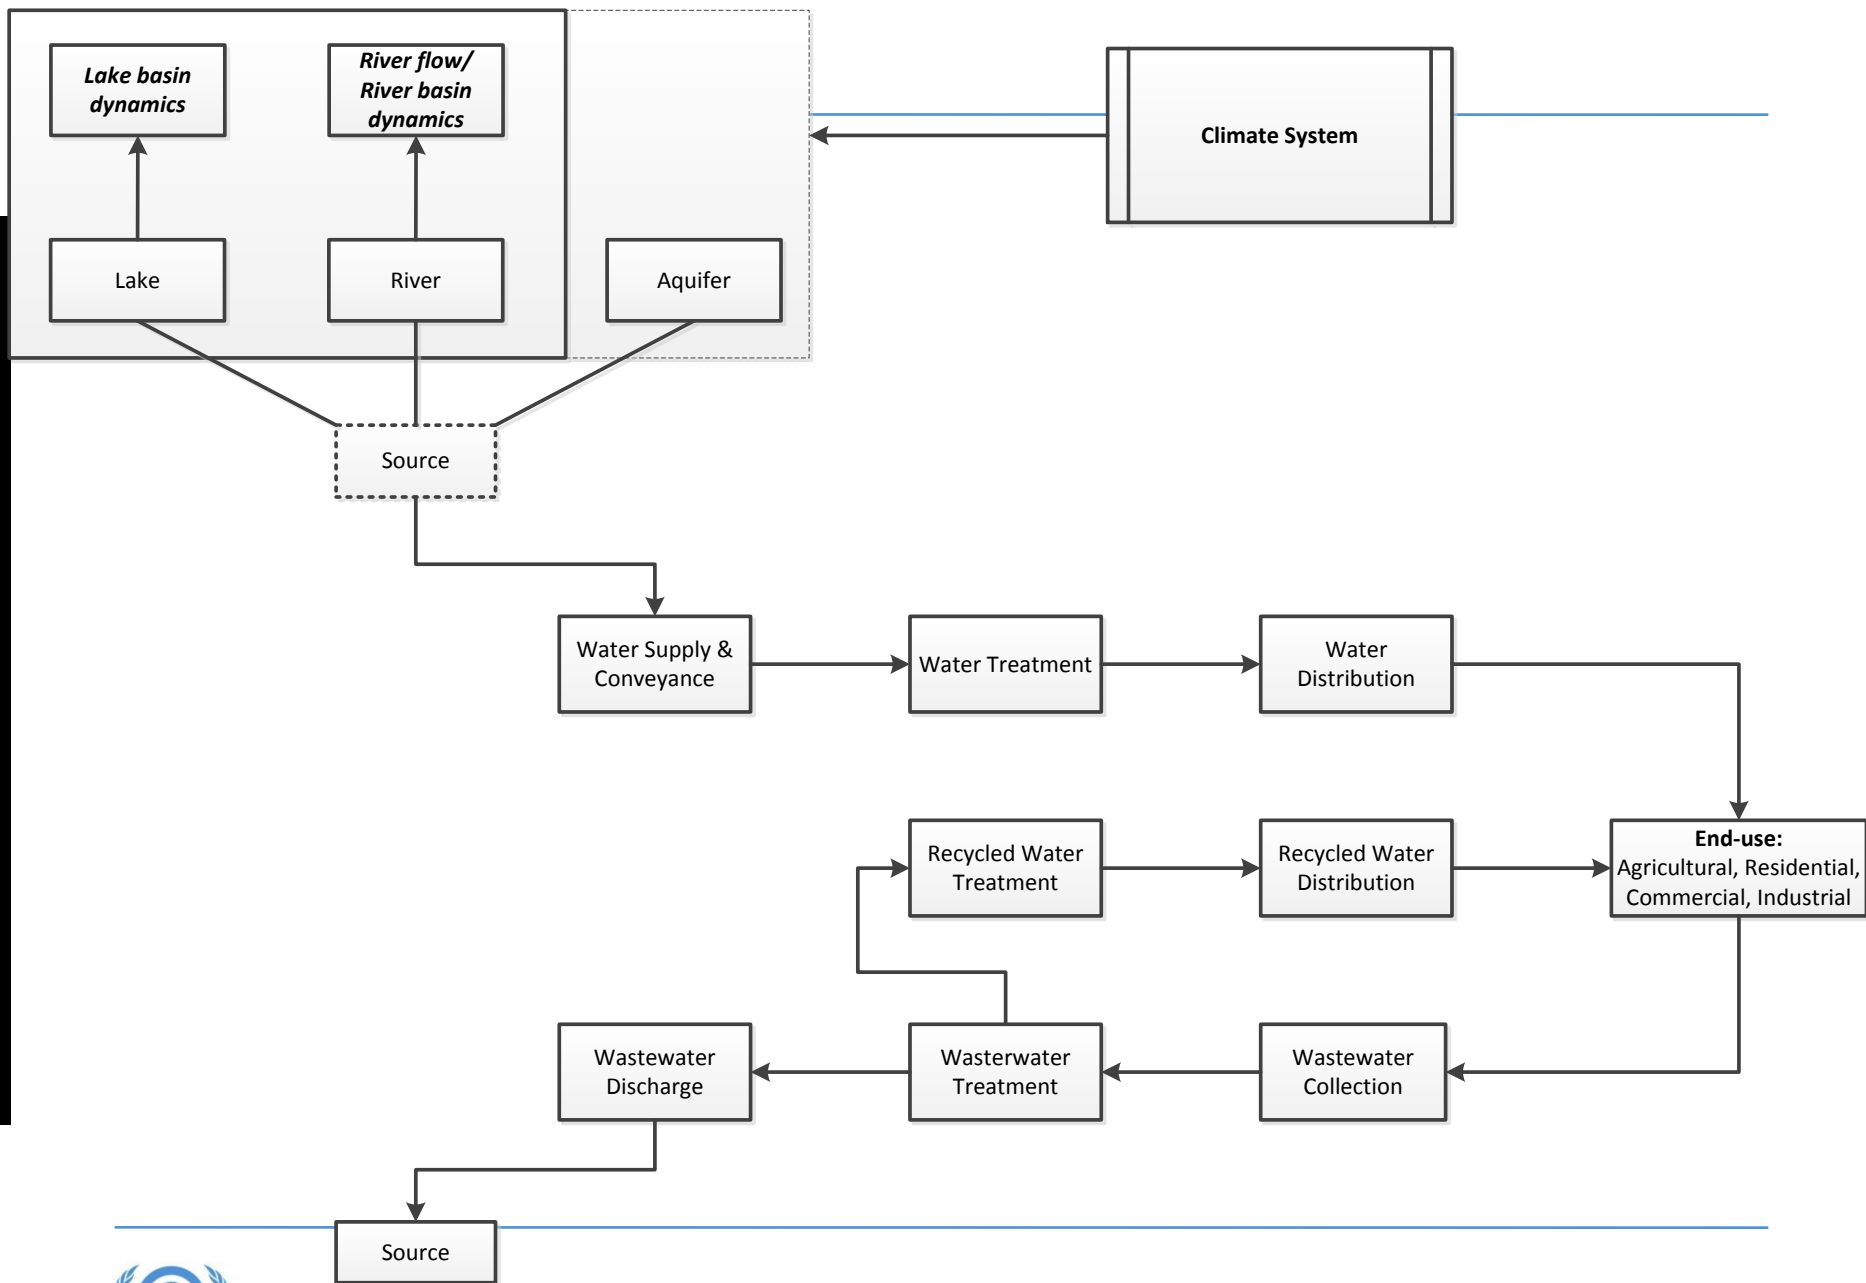 Lake basin
dynamics
River flow/
River basin
dynamics
Climate System
Lake
River
Aquifer
Source
Water Supply &
Conveyance
Water Treatment
Water
Distribution
Recycled Water
Treatment
Recycled Water
Distribution
End-use:
Agricultural, Residential,
Commercial, Industrial
Wastewater
Discharge
Wasterwater
Treatment
Wastewater
Collection
Source